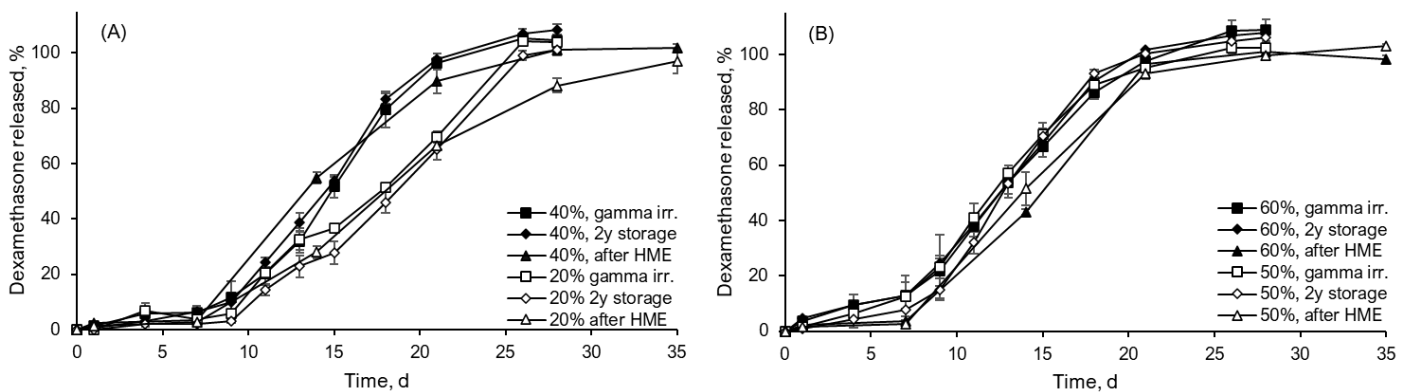 (A)
Dexamethasone released, %
100
80
60
40
20
0
0 5 10 15 20 25 30 35
Time, d
40%, gamma irr.
40%, 2y storage
40%, after HME
20% gamma irr.
20% 2y storage
20% after HME
(B)
Dexamethasone released, %
100
80
60
40
20
0
0 5 10 15 20 25 30 35
Time, d
60%, gamma irr.
60%, 2y storage
60%, after HME
50%, gamma irr.
50%, 2y storage
50%, after HME